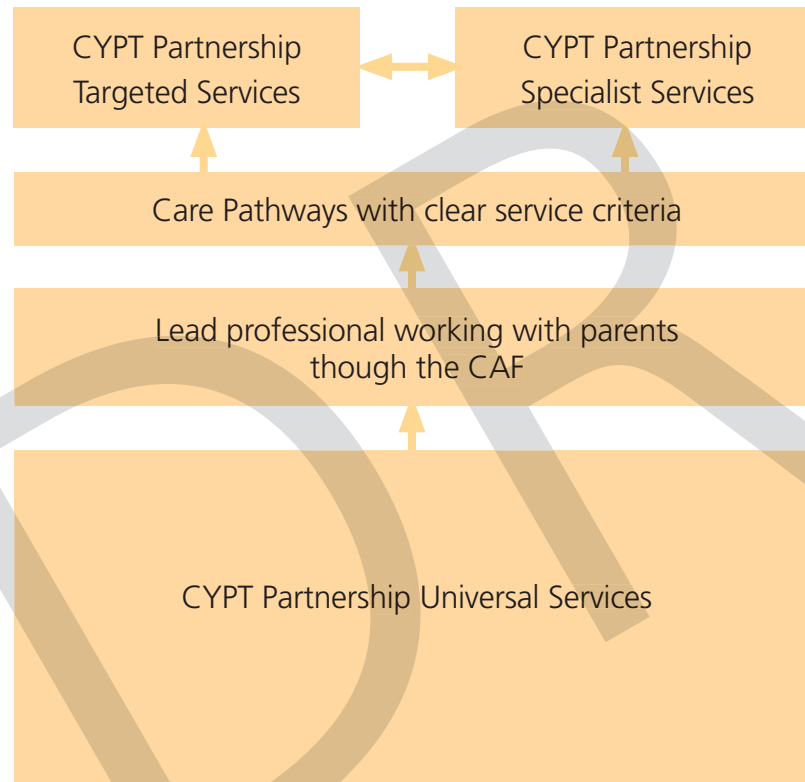 CYPT Partnership
Targeted Services
CYPT Partnership
Specialist Services
Care Pathways with clear service criteria
Lead professional working with parents
though the CAF
CYPT Partnership Universal Services
DR